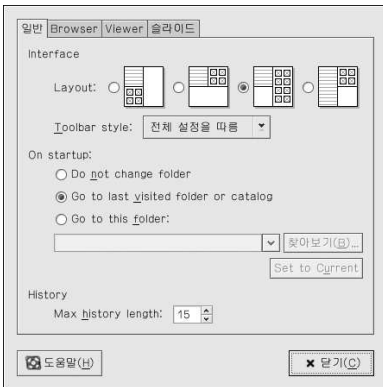 일반 Browser Viewer 슬라이드
Interface
Layout:
Toolbar style: 전체 설정을 따름
On startup:
Do not change folder
Go to last visited folder or catalog
Go to this folder:
찾아보기(B)...
Set to Current
History
Max history length: 15
도움말(H) 닫기(C)